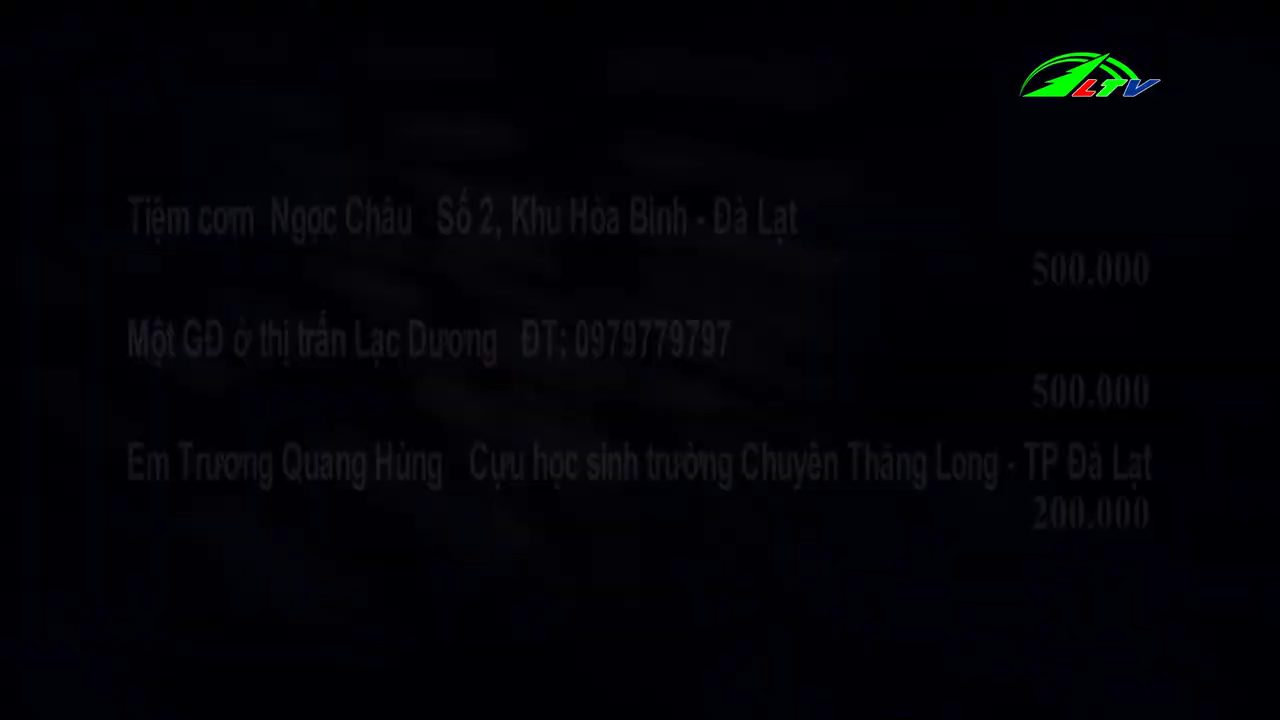 LTV
Tiệm cơm Ngọc Châu Số 2, Khu Hòa Bình - Đà Lạt
500.000
Một GĐ ở thị trấn Lạc Dương ĐT; 0979779797
500.000
Em Trương Quang Hùng Cựu học sinh trường Chuyên Thăng Long - TP Đà Lạt
200.000